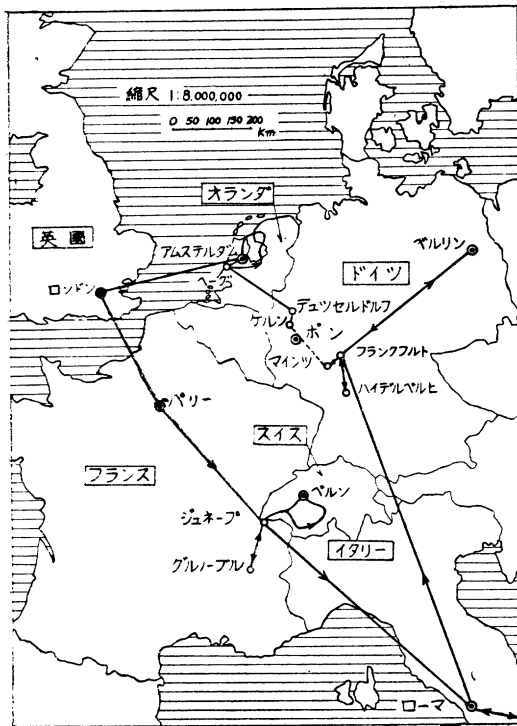 縮尺 1:8,000,000
0 50 100 150 200
Km
オランダ
英國
アムステルダム
ベルリン
ヘーグ
ドイツ
ロンドン
デュッセルドルフ
ケルン
ボン
フランクフルト
マインツ
ハイデルベルヒ
パリー
スイス
フランス
ベルン
ジュネーブ
イタリー
グルノーブル
ローマ